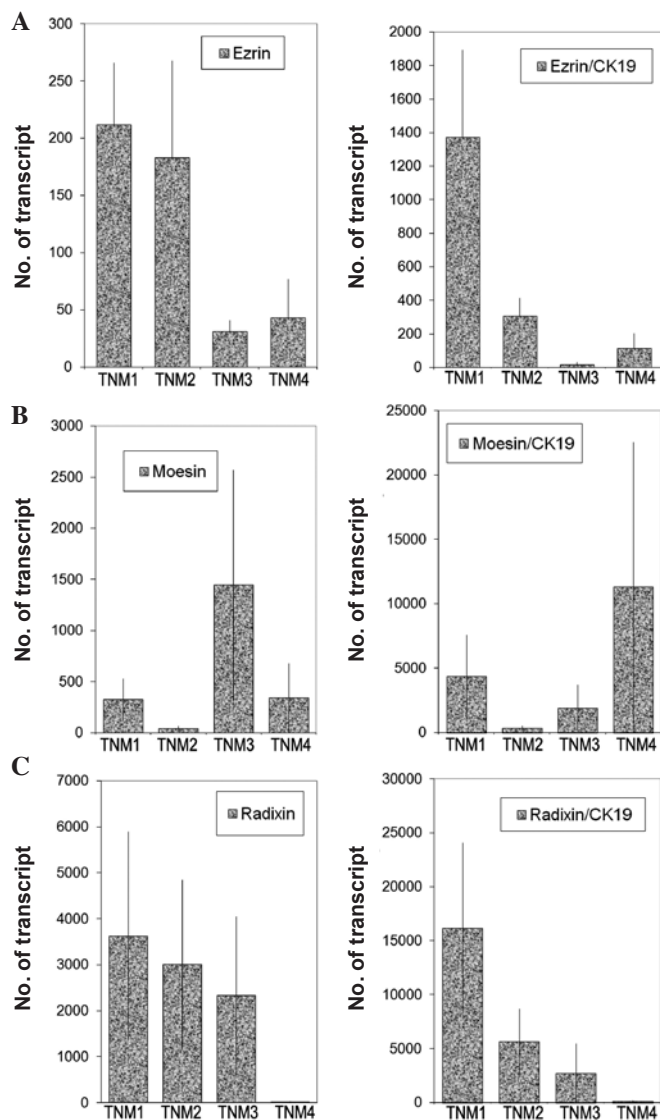 A
No. of transcript
300
250
200
150
100
50
0
Ezrin
TNM1 TNM2 TNM3 TNM4
No. of transcript
2000
1800
1600
1400
1200
1000
800
600
400
200
0
Ezrin/CK19
TNM1 TNM2 TNM3 TNM4
B
No. of transcript
3000
2500
2000
1500
1000
500
0
Moesin
TNM1 TNM2 TNM3 TNM4
No. of transcript
25000
20000
15000
10000
5000
0
Moesin/CK19
TNM1 TNM2 TNM3 TNM4
C
No. of transcript
7000
6000
5000
4000
3000
2000
1000
0
Radixin
TNM1 TNM2 TNM3 TNM4
No. of transcript
30000
25000
20000
15000
10000
5000
0
Radixin/CK19
TNM1 TNM2 TNM3 TNM4